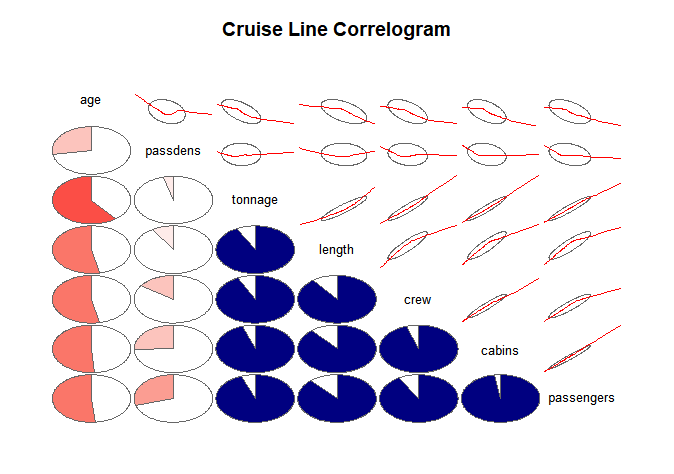 Cruise Line Correlogram
age
passdens
tonnage
length
crew
cabins
passengers